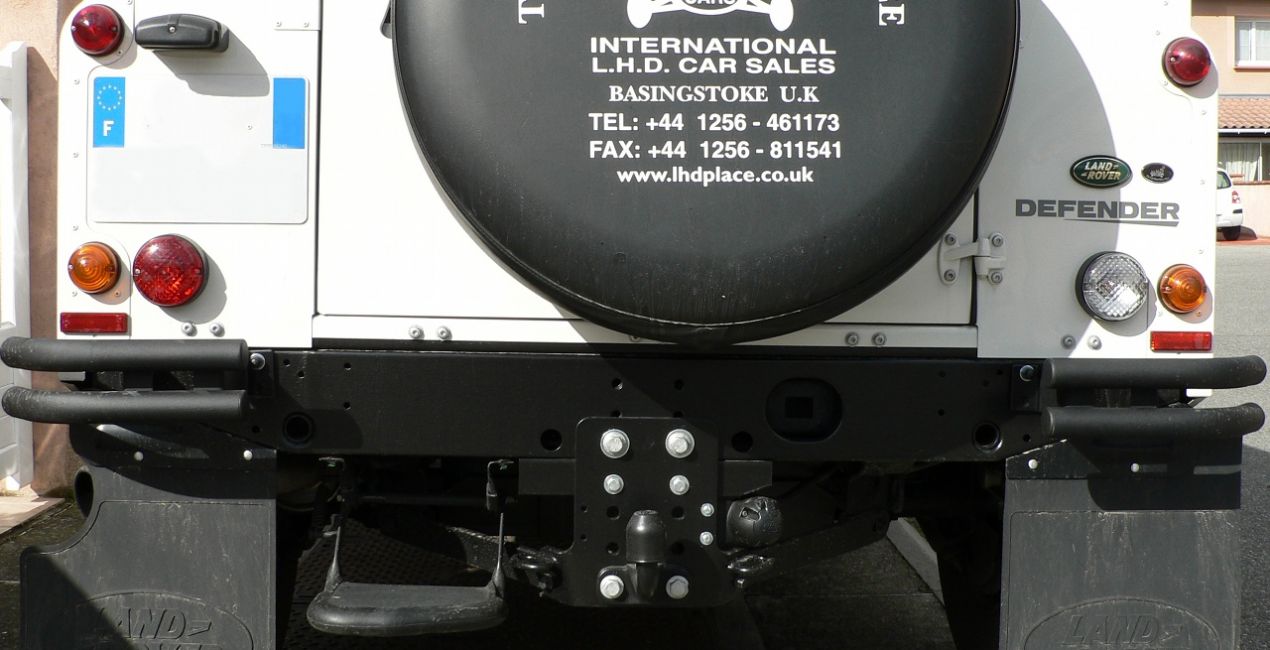 CARS
INTERNATIONAL
L.H.D. CAR SALES
BASINGSTOKE U.K
TEL: +44 1256 - 461173
FAX: +44 1256 - 811541
www.lhdplace.co.uk
F
LAND-
-ROVER
DEFENDER
LAND-
LAND